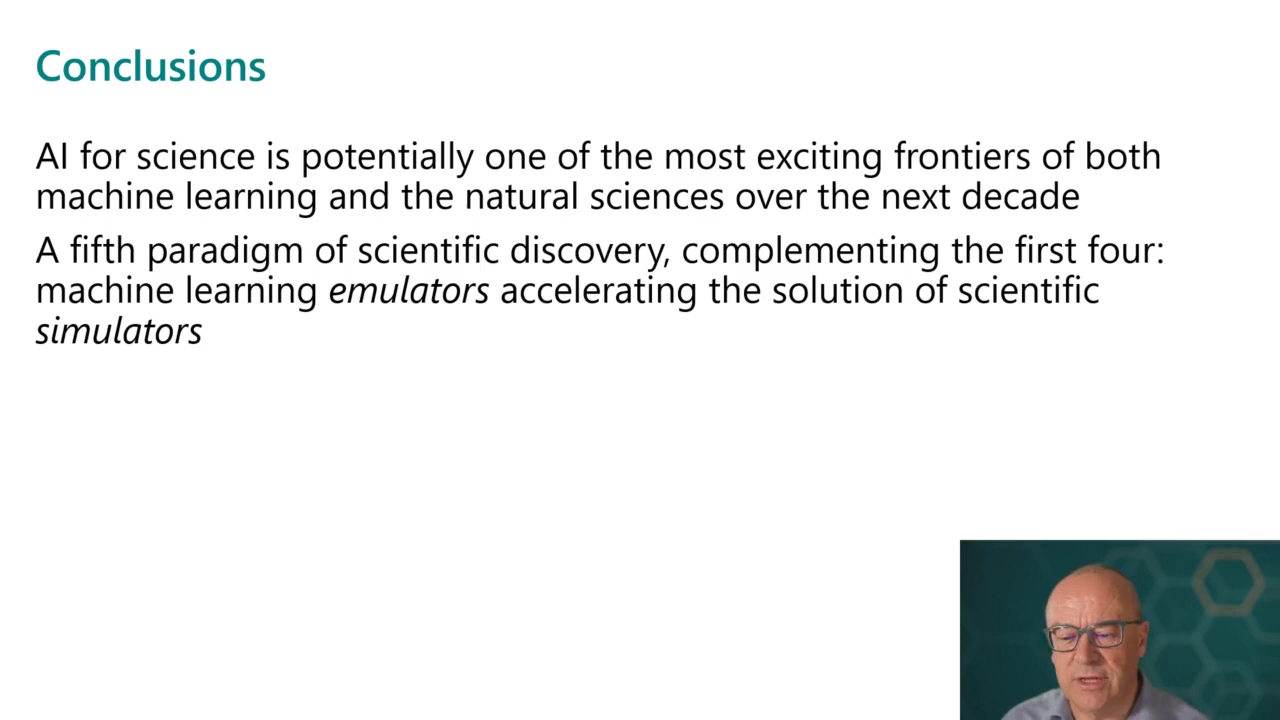 Conclusions
AI for science is potentially one of the most exciting frontiers of both
machine learning and the natural sciences over the next decade
A fifth paradigm of scientific discovery, complementing the first four:
machine learning emulators accelerating the solution of scientific
simulators